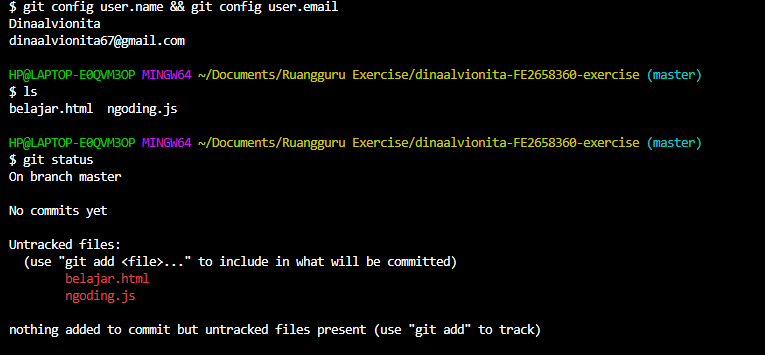 $ git config user.name && git config user.email
Dinaalvionita
dinaalvionita67@gmail.com
HP@LAPTOP-E0QVM3OP MINGW64 ~/Documents/Ruangguru Exercise/dinaalvionita-FE2658360-exercise (master)
$ ls
belajar.html  ngoding.js
HP@LAPTOP-E0QVM3OP MINGW64 ~/Documents/Ruangguru Exercise/dinaalvionita-FE2658360-exercise (master)
$ git status
On branch master
No commits yet
Untracked files:
  (use "git add <file>..." to include in what will be committed)
        belajar.html
        ngoding.js
nothing added to commit but untracked files present (use "git add" to track)